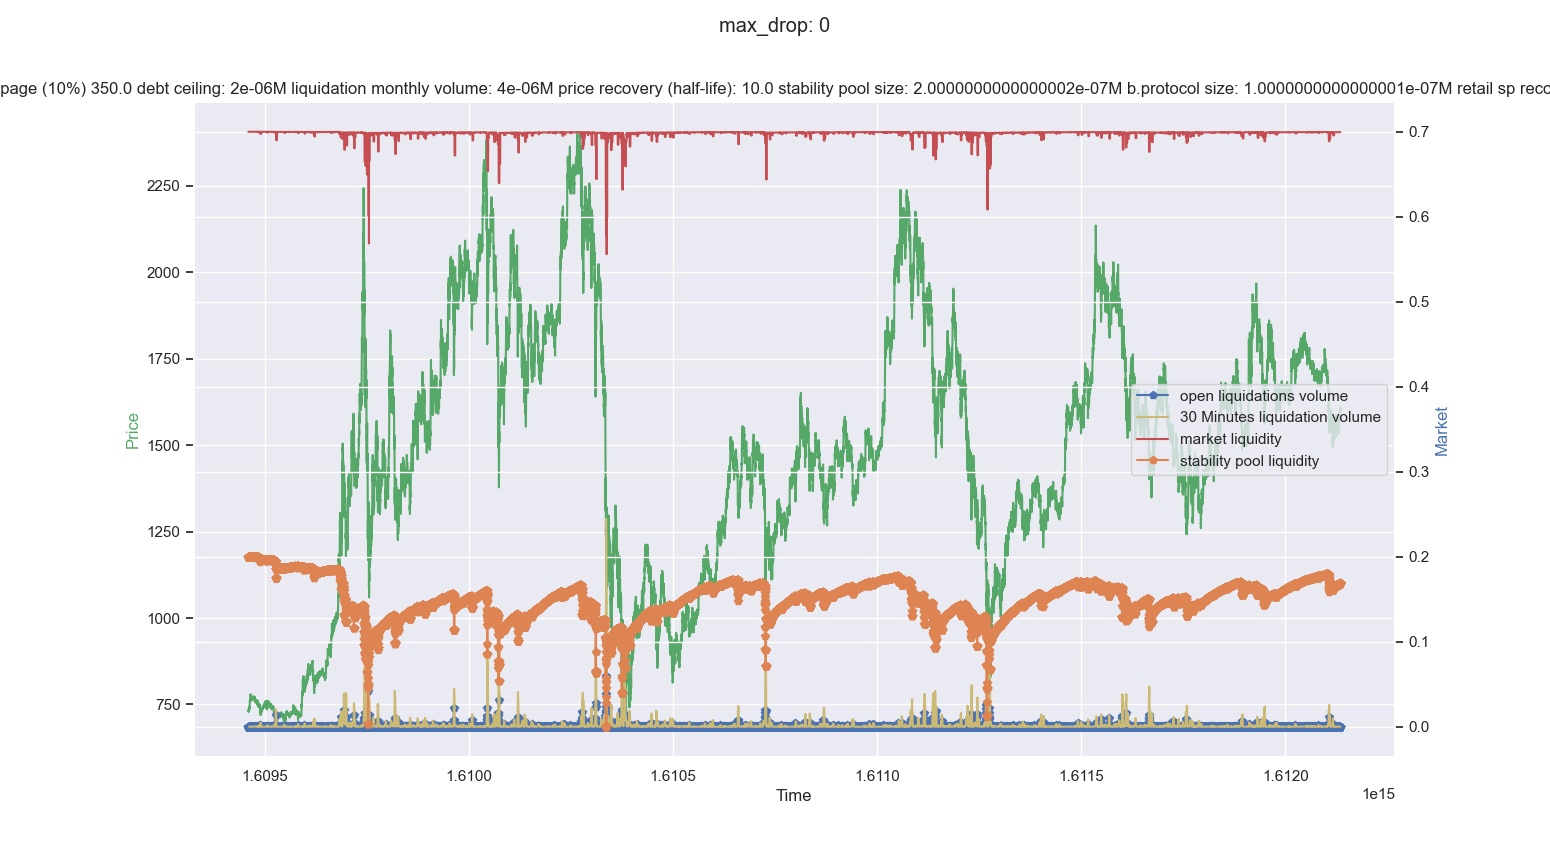 max_drop: 0
page (10%) 350.0 debt ceiling: 2e-06M liquidation monthly volume: 4e-06M price recovery (half-life): 10.0 stability pool size: 2.0000000000000002e-07M b.protocol size: 1.0000000000000001e-07M retail sp reco
2250
2000
1750
1500
1250
1000
750
Price
0.7
0.6
0.5
0.4
0.3
0.2
0.1
0.0
Market
open liquidations volume
30 Minutes liquidation volume
market liquidity
stability pool liquidity
1.6095 1.6100 1.6105 1.6110 1.6115 1.6120
Time
1e15